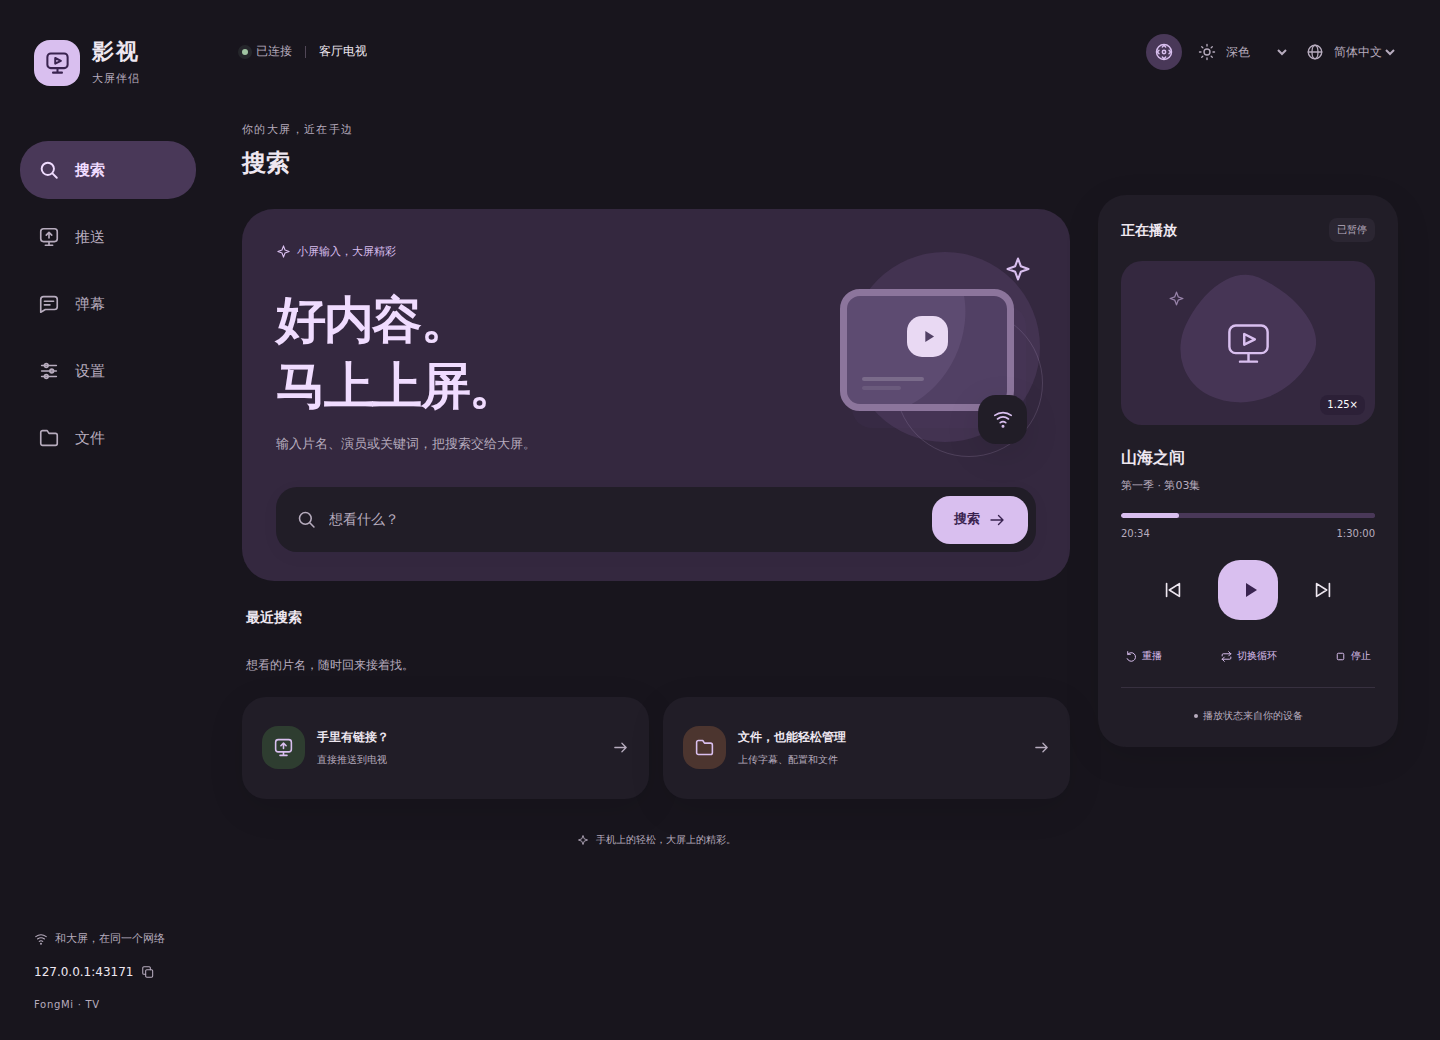 影视
大屏伴侣
已连接
客厅电视
深色
简体中文
搜索
推送
弹幕
设置
文件
你的大屏，近在手边
搜索
小屏输入，大屏精彩
好内容。
马上上屏。
输入片名、演员或关键词，把搜索交给大屏。
想看什么？
搜索
最近搜索
想看的片名，随时回来接着找。
手里有链接？
直接推送到电视
文件，也能轻松管理
上传字幕、配置和文件
手机上的轻松，大屏上的精彩。
正在播放
已暂停
1.25×
山海之间
第一季 · 第03集
20:34
1:30:00
重播
切换循环
停止
播放状态来自你的设备
和大屏，在同一个网络
127.0.0.1:43171
FongMi · TV